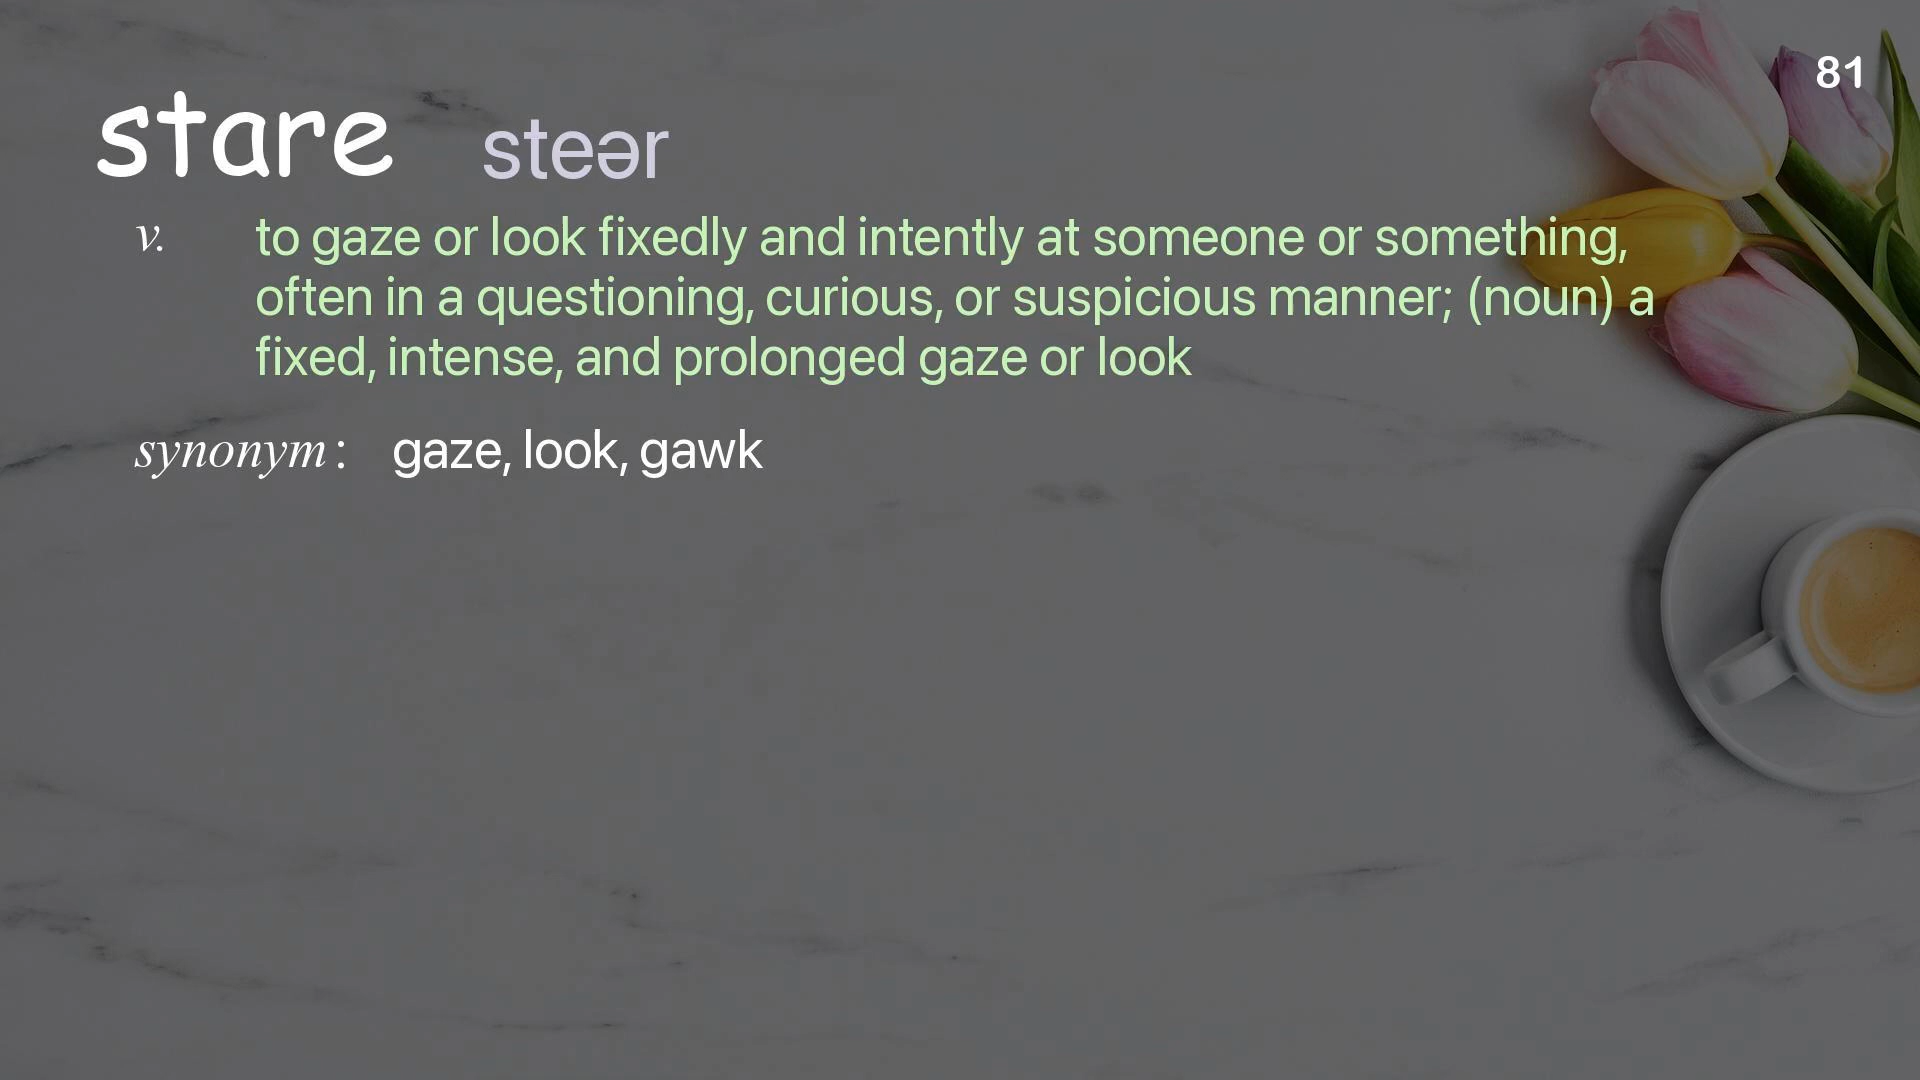 81
stare steər
v. to gaze or look fixedly and intently at someone or something,
often in a questioning, curious, or suspicious manner; (noun) a
fixed, intense, and prolonged gaze or look
synonym : gaze, look, gawk